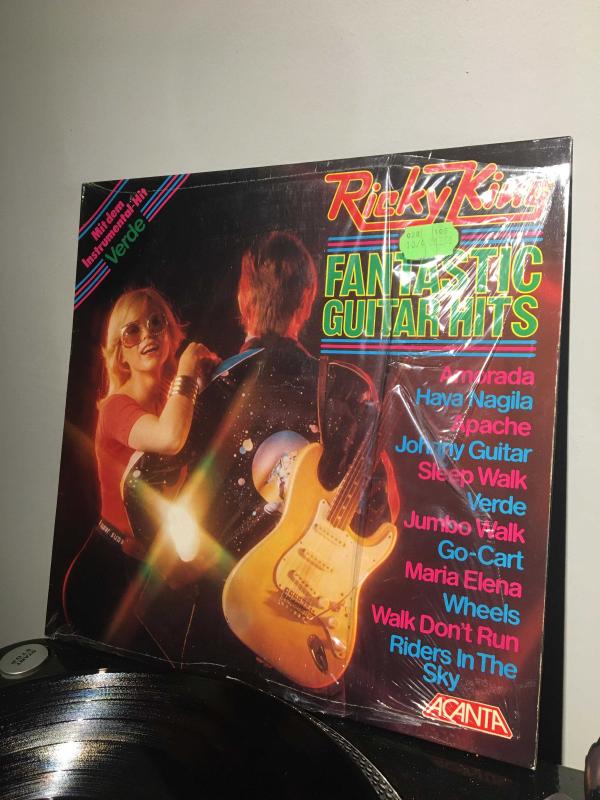 Mit dem
Instrumental-Hit
Verde
Ricky King
FANTASTIC
GUITAR HITS
Amorada
Hava Nagila
Apache
Johnny Guitar
Sleep Walk
Verde
Jumbo Walk
Go-Cart
Maria Elena
Wheels
Walk Don't Run
Riders In The
Sky
ACANTA